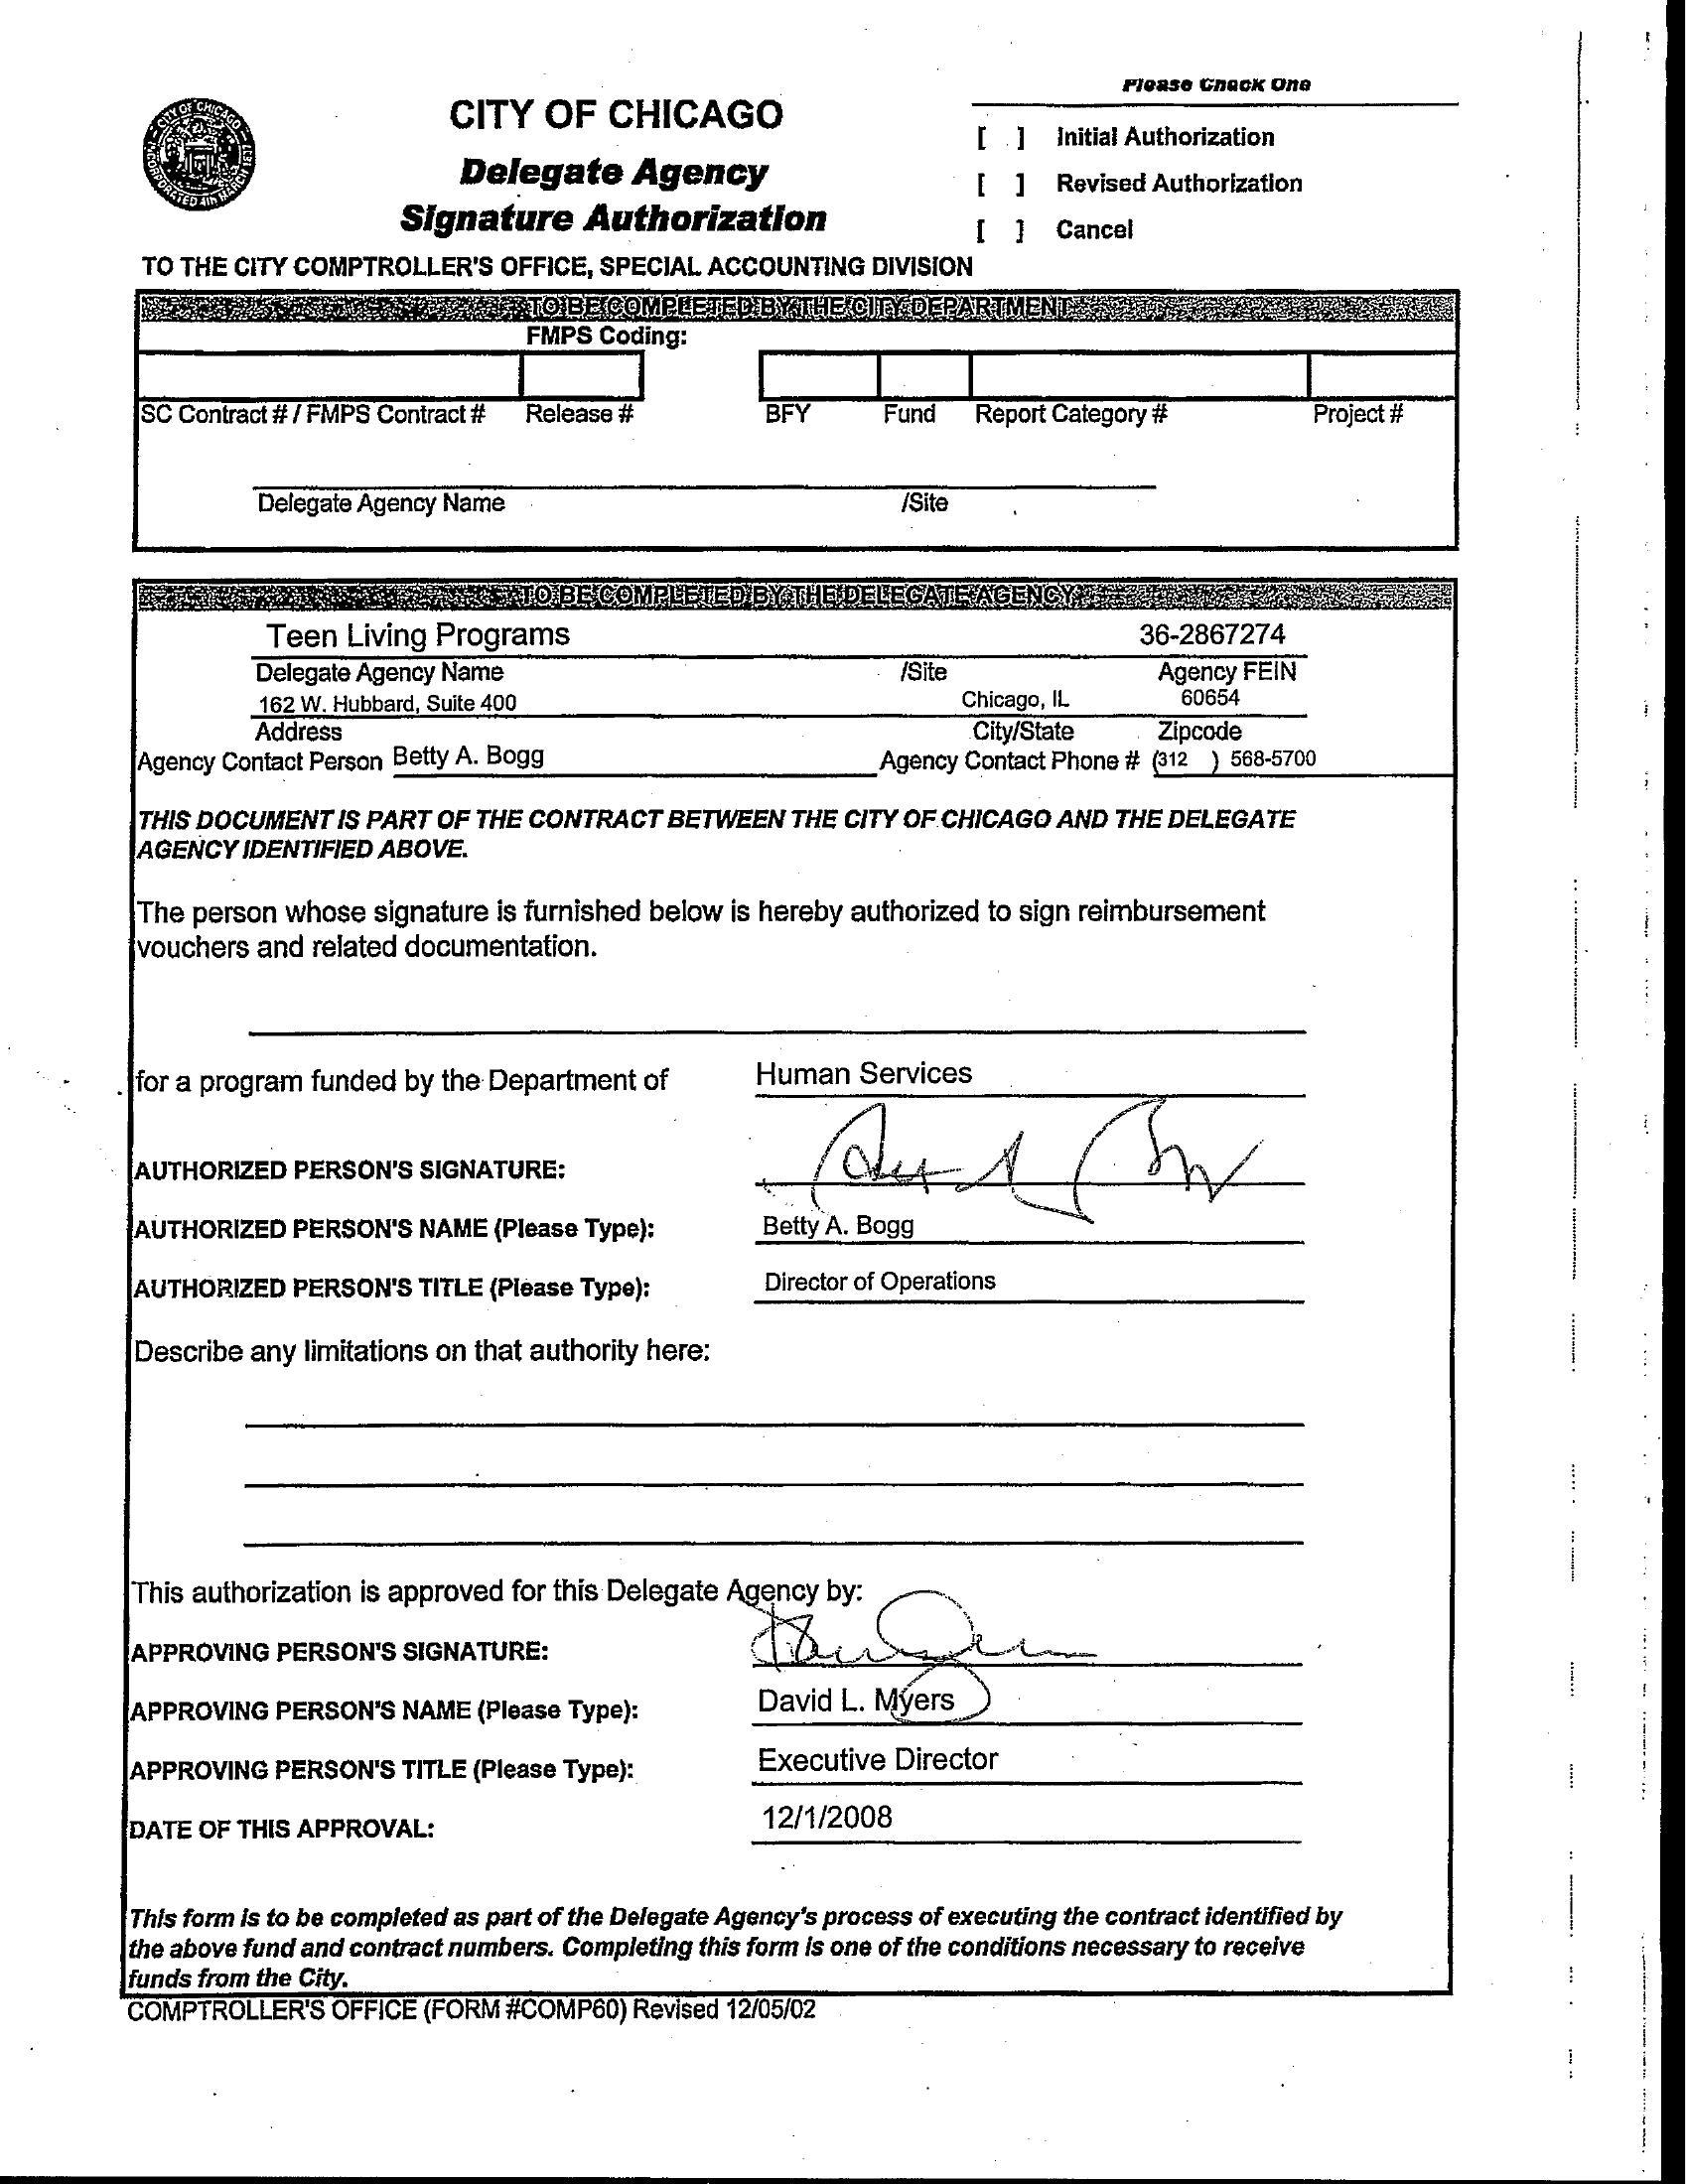 Please Check One
CITY OF CHICAGO
Delegate Agency
Signature Authorization
[ ] Initial Authorization
[ ] Revised Authorization
[ ] Cancel
CITY OF CHICAGO
INCORPORATED 4th MARCH 1837
TO THE CITY COMPTROLLER'S OFFICE, SPECIAL ACCOUNTING DIVISION
TO BE COMPLETED BY THE CITY DEPARTMENT
FMPS Coding:
SC Contract # / FMPS Contract # Release # BFY Fund Report Category # Project #
Delegate Agency Name /Site
TO BE COMPLETED BY THE DELEGATE AGENCY
Teen Living Programs 36-2867274
Delegate Agency Name /Site Agency FEIN
162 W. Hubbard, Suite 400 Chicago, IL 60654
Address City/State Zipcode
Agency Contact Person Betty A. Bogg Agency Contact Phone # (312 ) 568-5700
THIS DOCUMENT IS PART OF THE CONTRACT BETWEEN THE CITY OF CHICAGO AND THE DELEGATE
AGENCY IDENTIFIED ABOVE.
The person whose signature is furnished below is hereby authorized to sign reimbursement
vouchers and related documentation.
for a program funded by the Department of Human Services
AUTHORIZED PERSON'S SIGNATURE:
AUTHORIZED PERSON'S NAME (Please Type): Betty A. Bogg
AUTHORIZED PERSON'S TITLE (Please Type): Director of Operations
Describe any limitations on that authority here:
This authorization is approved for this Delegate Agency by:
APPROVING PERSON'S SIGNATURE:
APPROVING PERSON'S NAME (Please Type): David L. Myers
APPROVING PERSON'S TITLE (Please Type): Executive Director
DATE OF THIS APPROVAL: 12/1/2008
This form is to be completed as part of the Delegate Agency's process of executing the contract identified by
the above fund and contract numbers. Completing this form is one of the conditions necessary to receive
funds from the City.
COMPTROLLER'S OFFICE (FORM #COMP60) Revised 12/05/02